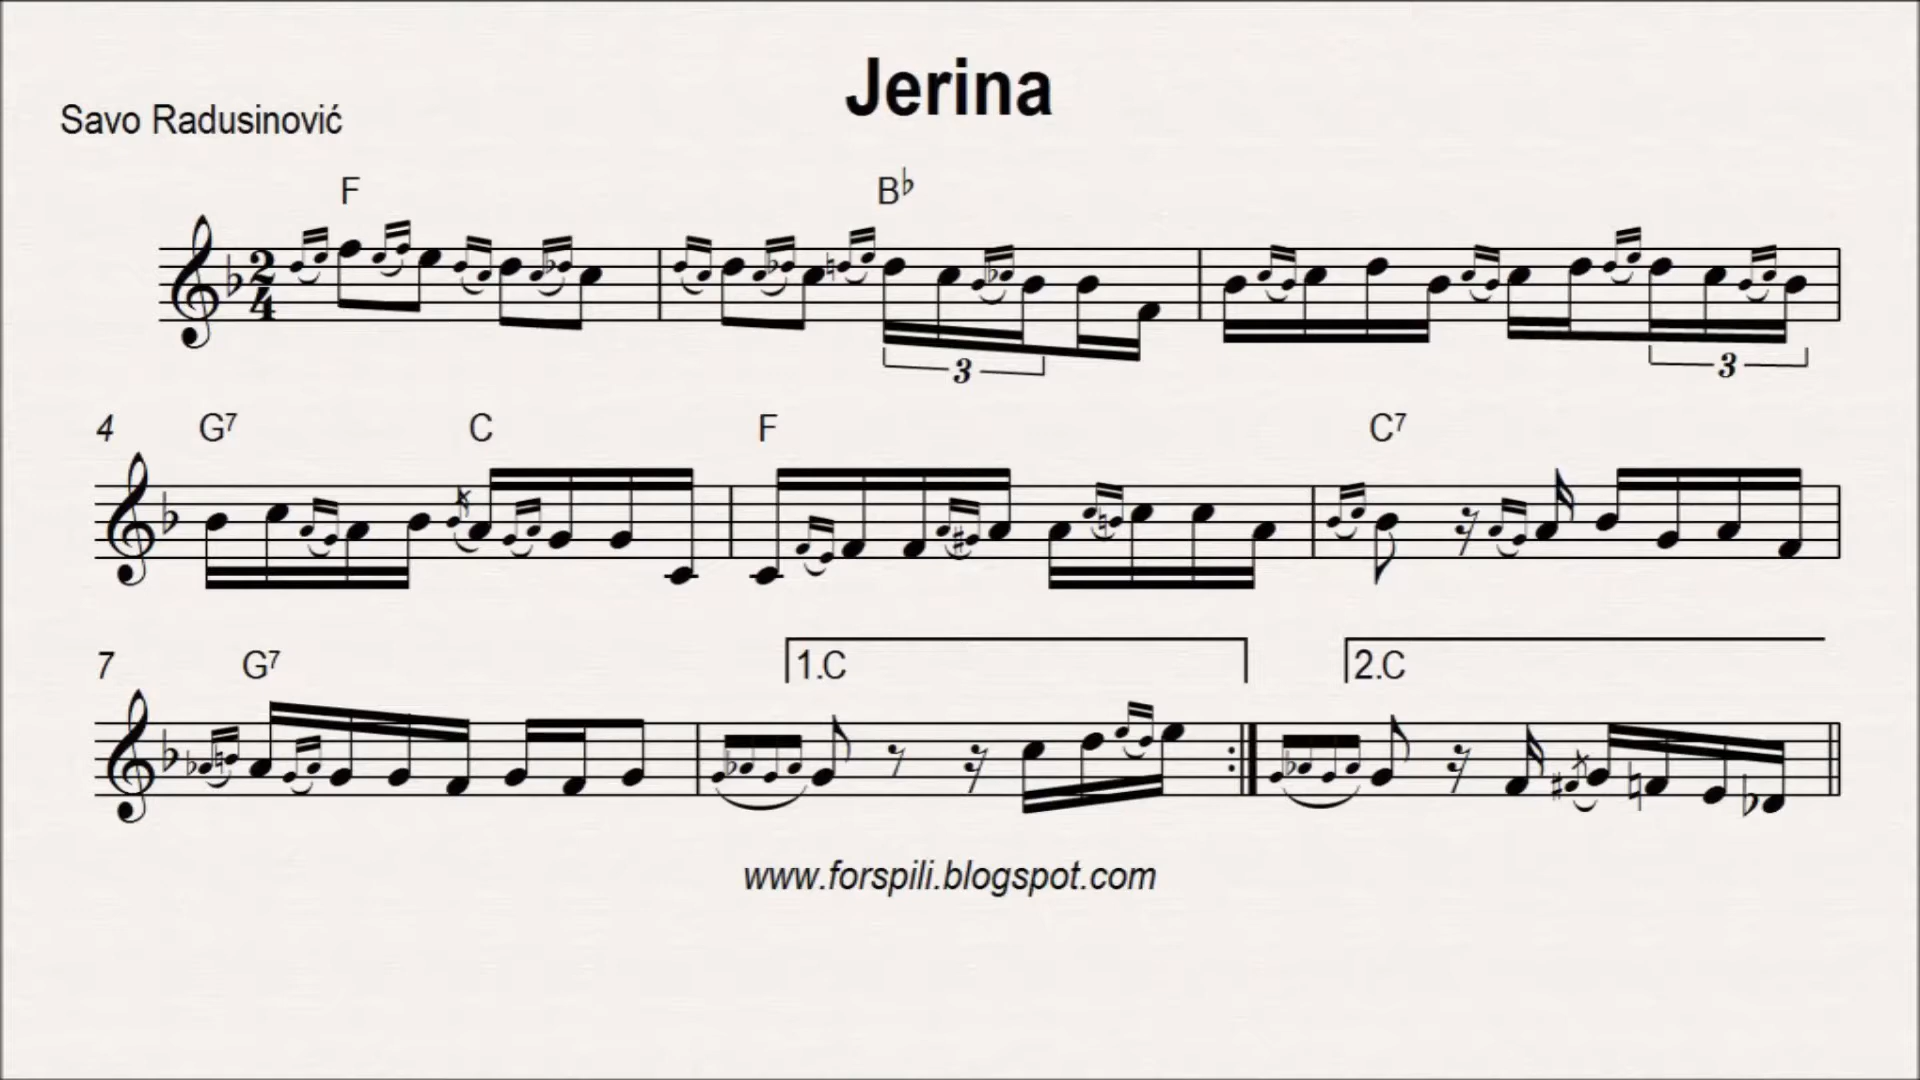 Jerina
Savo Radusinović
F B♭
2
4
3 3
4 G7 C F C7
7 G7 1.C 2.C
www.forspili.blogspot.com